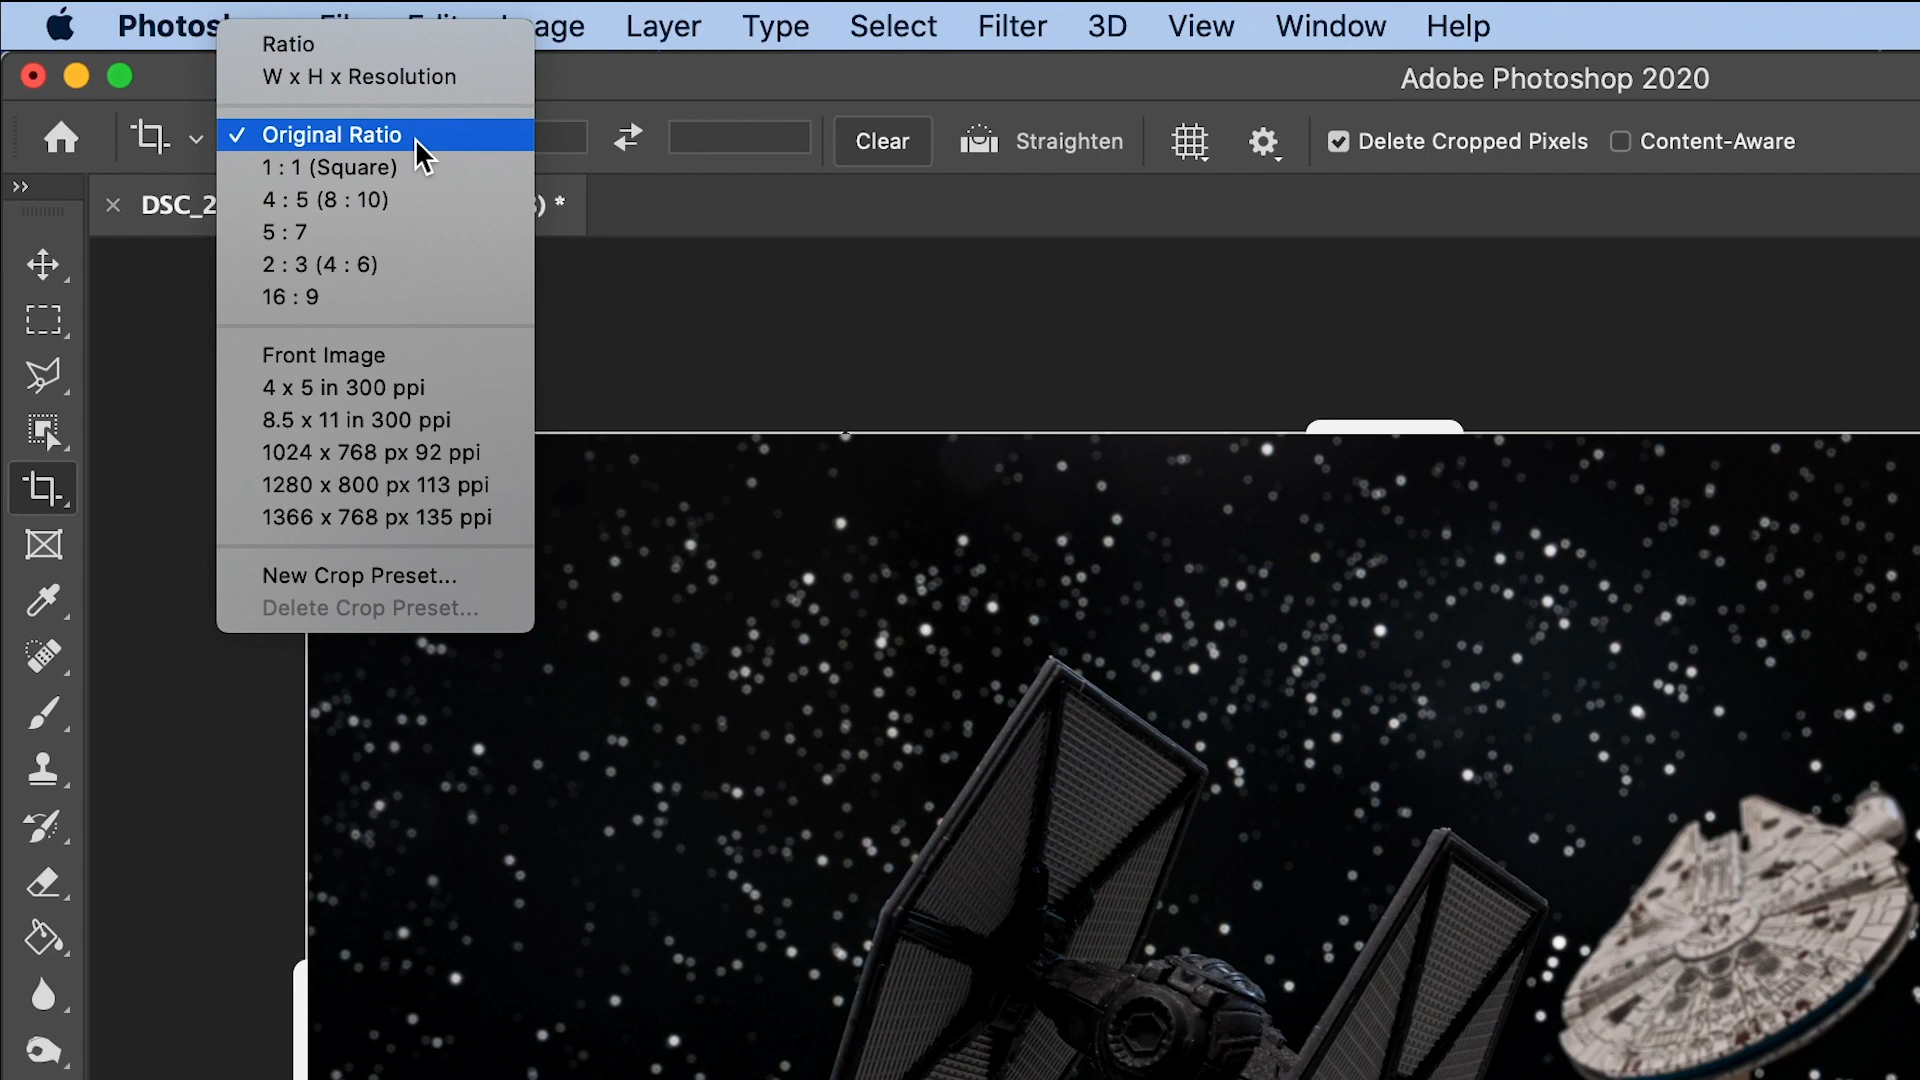 Layer Type Select Filter 3D View Window Help
Adobe Photoshop 2020
Ratio
W x H x Resolution
✓ Original Ratio
1 : 1 (Square)
4 : 5 (8 : 10)
5 : 7
2 : 3 (4 : 6)
16 : 9
Front Image
4 x 5 in 300 ppi
8.5 x 11 in 300 ppi
1024 x 768 px 92 ppi
1280 x 800 px 113 ppi
1366 x 768 px 135 ppi
New Crop Preset...
Delete Crop Preset...
Clear Straighten Delete Cropped Pixels Content-Aware
DSC_2